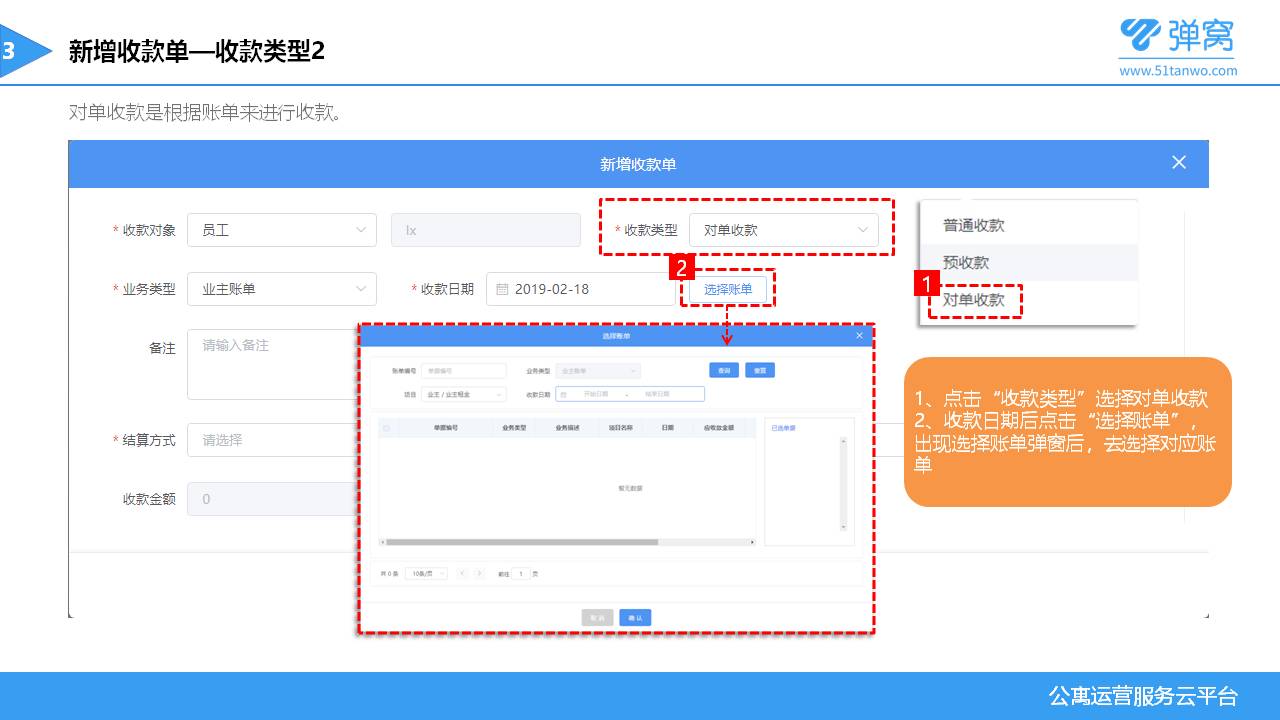 3
新增收款单—收款类型2
弹窝
www.51tanwo.com
对单收款是根据账单来进行收款。
新增收款单
* 收款对象 员工 lx * 收款类型 对单收款
普通收款
预收款
1 对单收款
* 业务类型 业主账单 * 收款日期 2019-02-18 2 选择账单
备注 请输入备注
* 结算方式 请选择
收款金额 0
选择账单
账单编号 单据编号 业务类型 业主账单 查询 重置
项目 业主 / 业主租金 收款日期 开始日期 - 结束日期
单据编号 业务类型 业务描述 项目名称 日期 应收款金额 已选单据
暂无数据
共 0 条 10条/页 前往 1 页
取 消 确 认
1、点击“收款类型”选择对单收款
2、收款日期后点击“选择账单”，
出现选择账单弹窗后，去选择对应账
单
公寓运营服务云平台